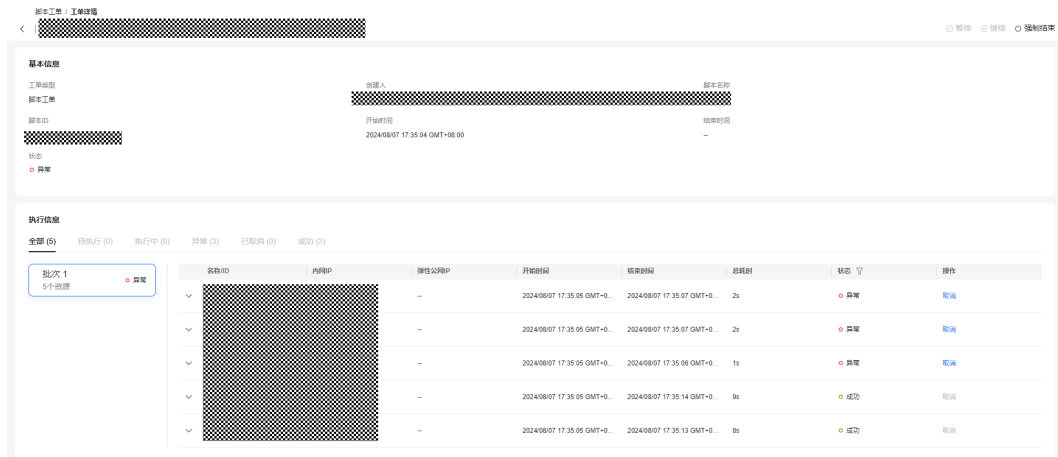 脚本工单 / 工单详情
暂停 继续 强制结束
基本信息
工单类型 创建人 脚本名称
脚本工单
脚本ID 开始时间 结束时间
2024/08/07 17:35:04 GMT+08:00 --
状态
异常
执行信息
全部 (5) 待执行 (0) 执行中 (0) 异常 (3) 已取消 (0) 成功 (2)
批次 1 异常
5个资源
名称/ID 内网IP 弹性公网IP 开始时间 结束时间 总耗时 状态 操作
-- 2024/08/07 17:35:05 GMT+0... 2024/08/07 17:35:07 GMT+0... 2s 异常 取消
-- 2024/08/07 17:35:05 GMT+0... 2024/08/07 17:35:07 GMT+0... 2s 异常 取消
-- 2024/08/07 17:35:05 GMT+0... 2024/08/07 17:35:06 GMT+0... 1s 异常 取消
-- 2024/08/07 17:35:05 GMT+0... 2024/08/07 17:35:14 GMT+0... 9s 成功 取消
-- 2024/08/07 17:35:05 GMT+0... 2024/08/07 17:35:13 GMT+0... 8s 成功 取消